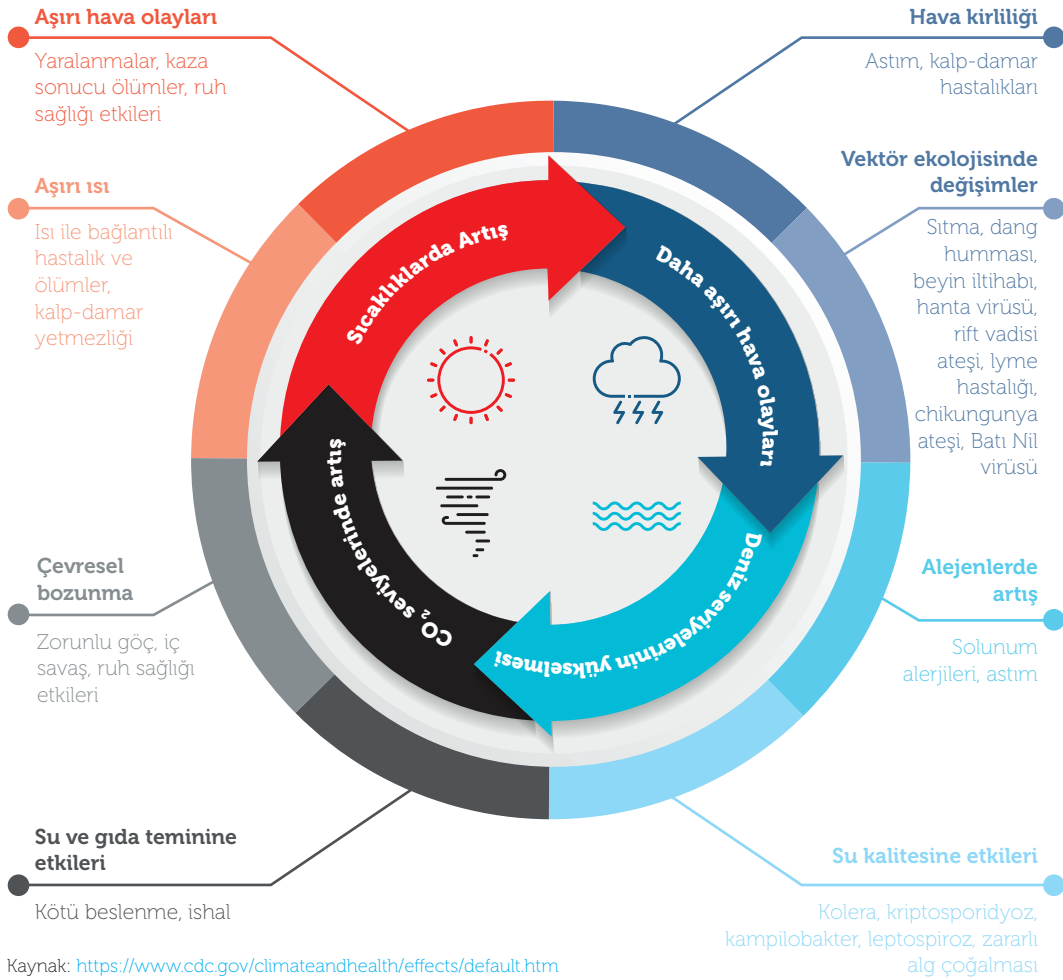 Aşırı hava olayları
Yaralanmalar, kaza
sonucu ölümler, ruh
sağlığı etkileri
Hava kirliliği
Astım, kalp-damar
hastalıkları
Aşırı ısı
Isı ile bağlantılı
hastalık ve
ölümler,
kalp-damar
yetmezliği
Vektör ekolojisinde
değişimler
Sıtma, dang
humması,
beyin iltihabı,
hanta virüsü,
rift vadisi
ateşi, lyme
hastalığı,
chikungunya
ateşi, Batı Nil
virüsü
Sıcaklıklarda Artış
Daha aşırı hava olayları
Deniz seviyelerinin yükselmesi
CO₂ seviyelerinde artış
Çevresel
bozunma
Zorunlu göç, iç
savaş, ruh sağlığı
etkileri
Alejenlerde
artış
Solunum
alerjileri, astım
Su ve gıda teminine
etkileri
Kötü beslenme, ishal
Su kalitesine etkileri
Kolera, kriptosporidyoz,
kampilobakter, leptospiroz, zararlı
alg çoğalması
Kaynak: https://www.cdc.gov/climateandhealth/effects/default.htm